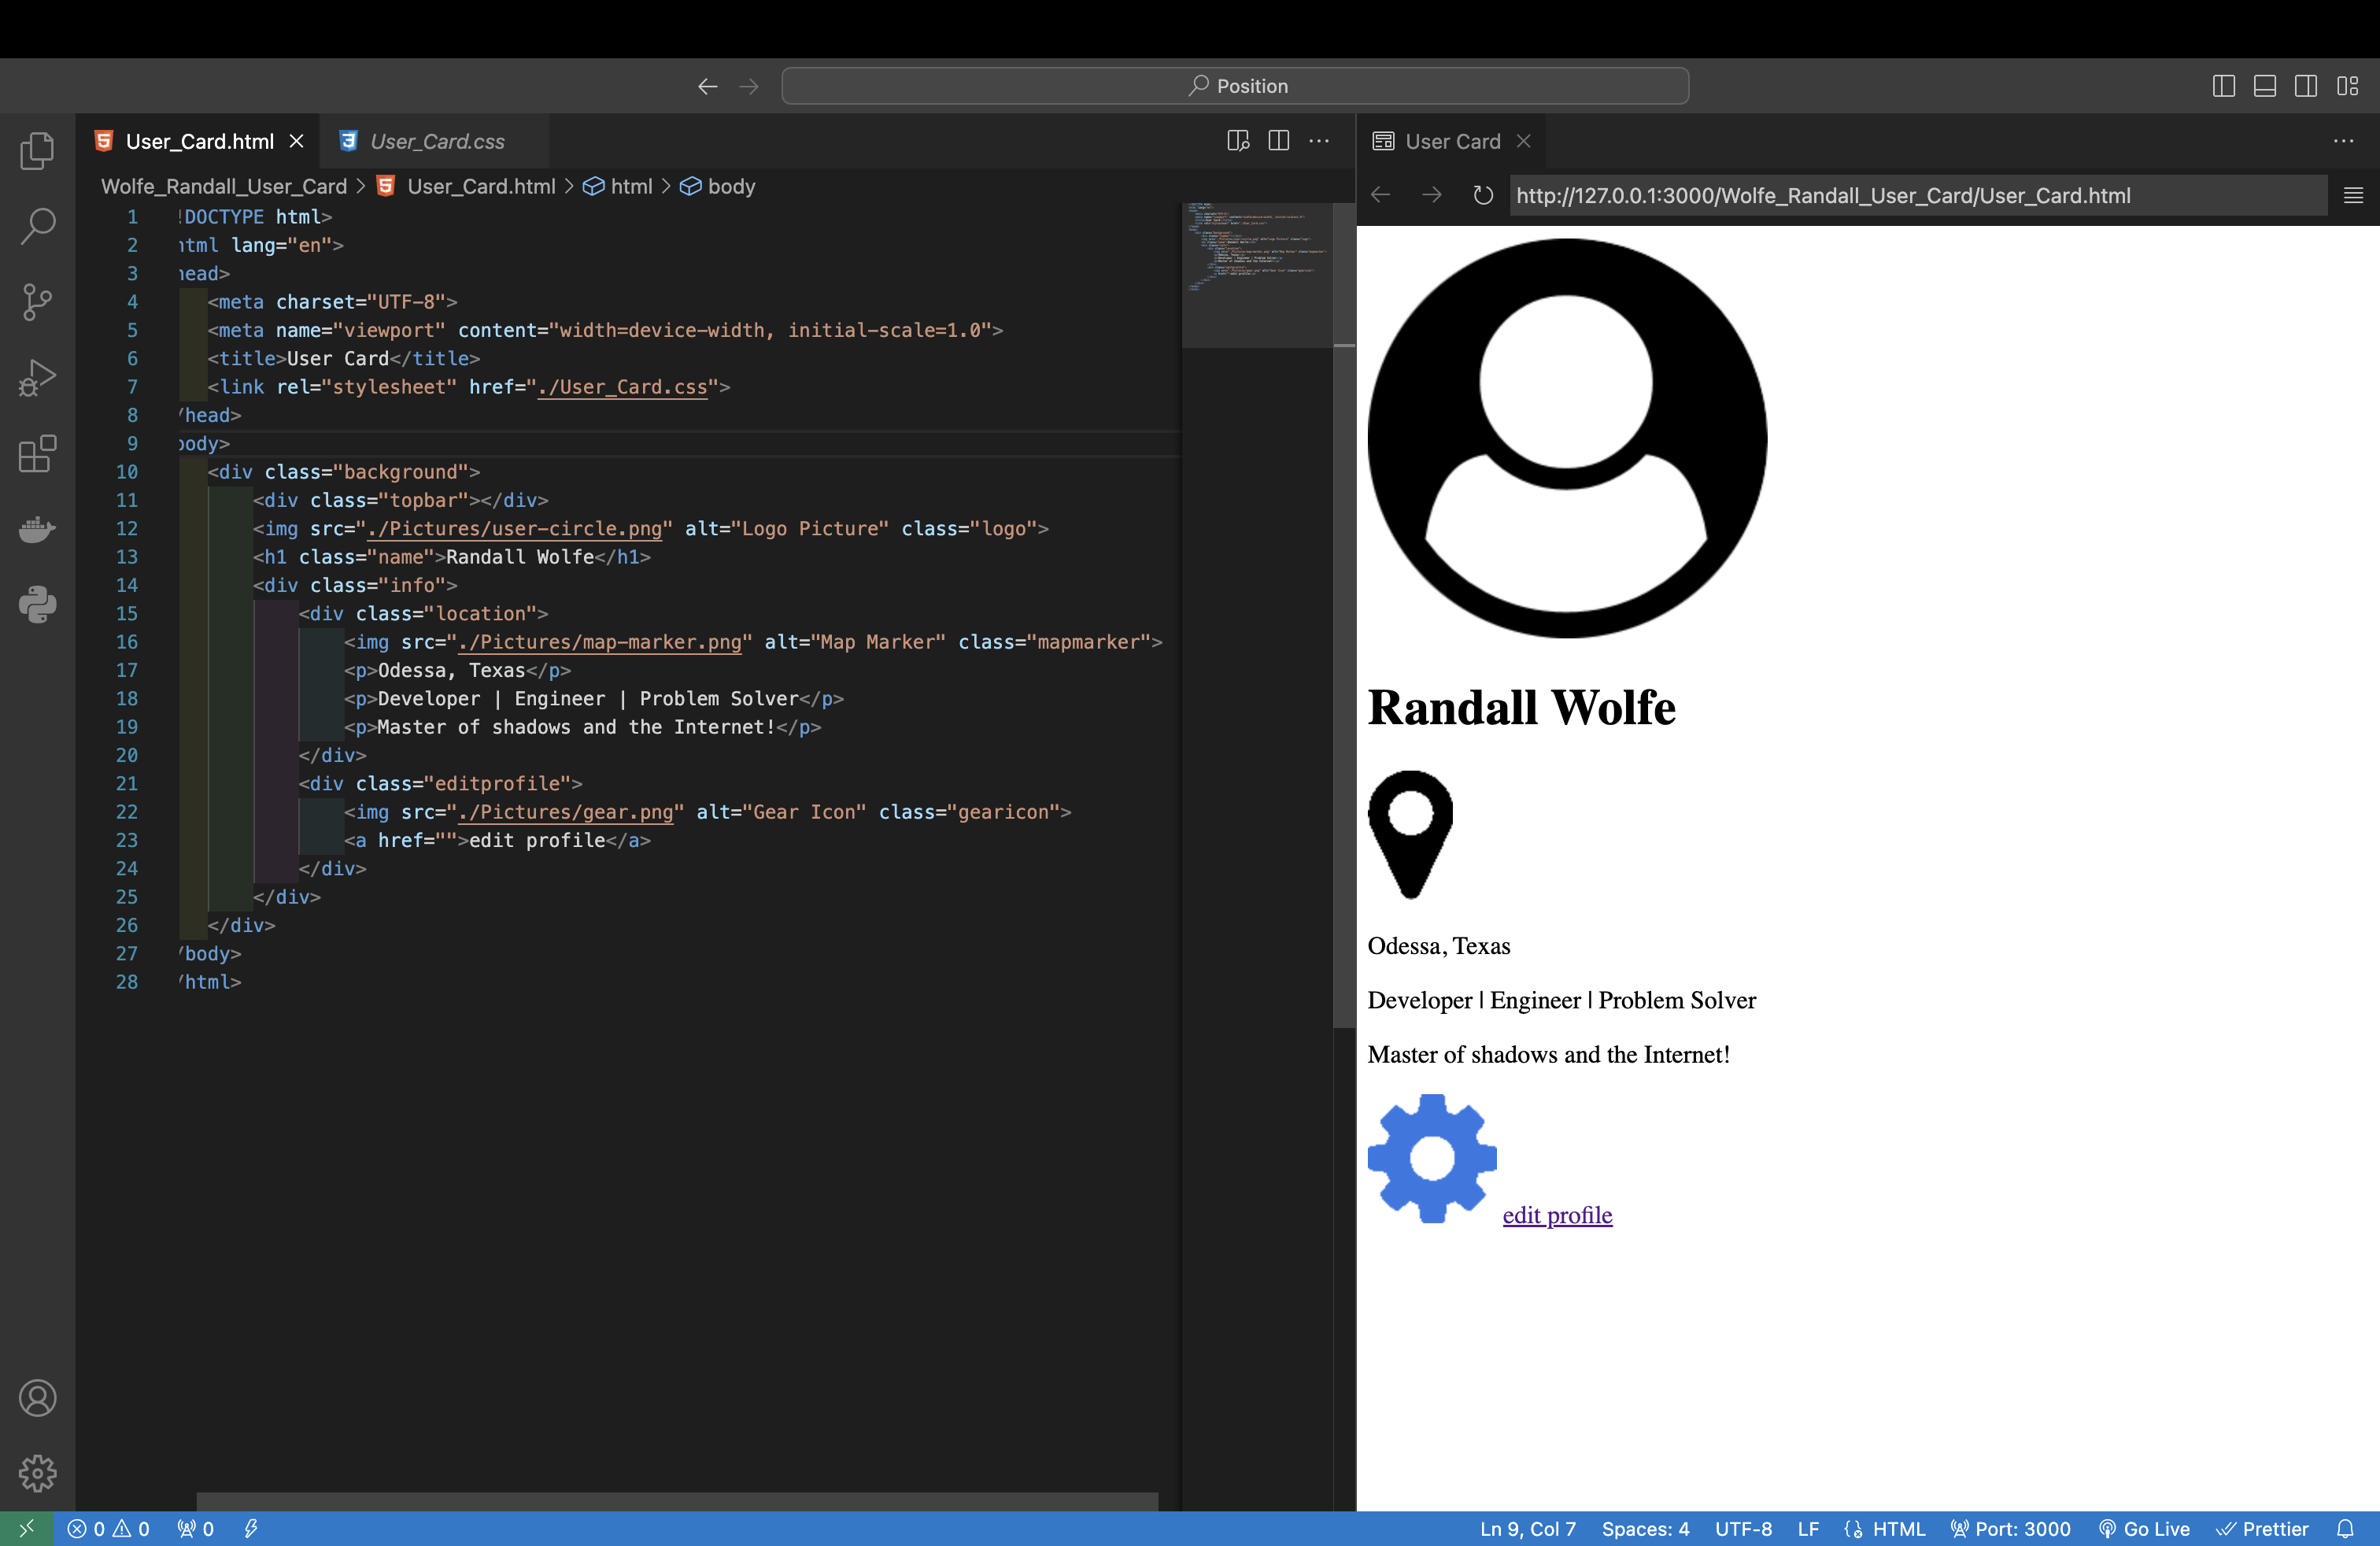 Position
User_Card.html
User_Card.css
User Card
Wolfe_Randall_User_Card > User_Card.html > html > body
http://127.0.0.1:3000/Wolfe_Randall_User_Card/User_Card.html
1 !DOCTYPE html>
2 html lang="en">
3 head>
4 <meta charset="UTF-8">
5 <meta name="viewport" content="width=device-width, initial-scale=1.0">
6 <title>User Card</title>
7 <link rel="stylesheet" href="./User_Card.css">
8 /head>
9 body>
10 <div class="background">
11 <div class="topbar"></div>
12 <img src="./Pictures/user-circle.png" alt="Logo Picture" class="logo">
13 <h1 class="name">Randall Wolfe</h1>
14 <div class="info">
15 <div class="location">
16 <img src="./Pictures/map-marker.png" alt="Map Marker" class="mapmarker">
17 <p>Odessa, Texas</p>
18 <p>Developer | Engineer | Problem Solver</p>
19 <p>Master of shadows and the Internet!</p>
20 </div>
21 <div class="editprofile">
22 <img src="./Pictures/gear.png" alt="Gear Icon" class="gearicon">
23 <a href="">edit profile</a>
24 </div>
25 </div>
26 </div>
27 /body>
28 /html>
Randall Wolfe
Odessa, Texas
Developer | Engineer | Problem Solver
Master of shadows and the Internet!
edit profile
0 0 0 Ln 9, Col 7 Spaces: 4 UTF-8 LF HTML Port: 3000 Go Live Prettier